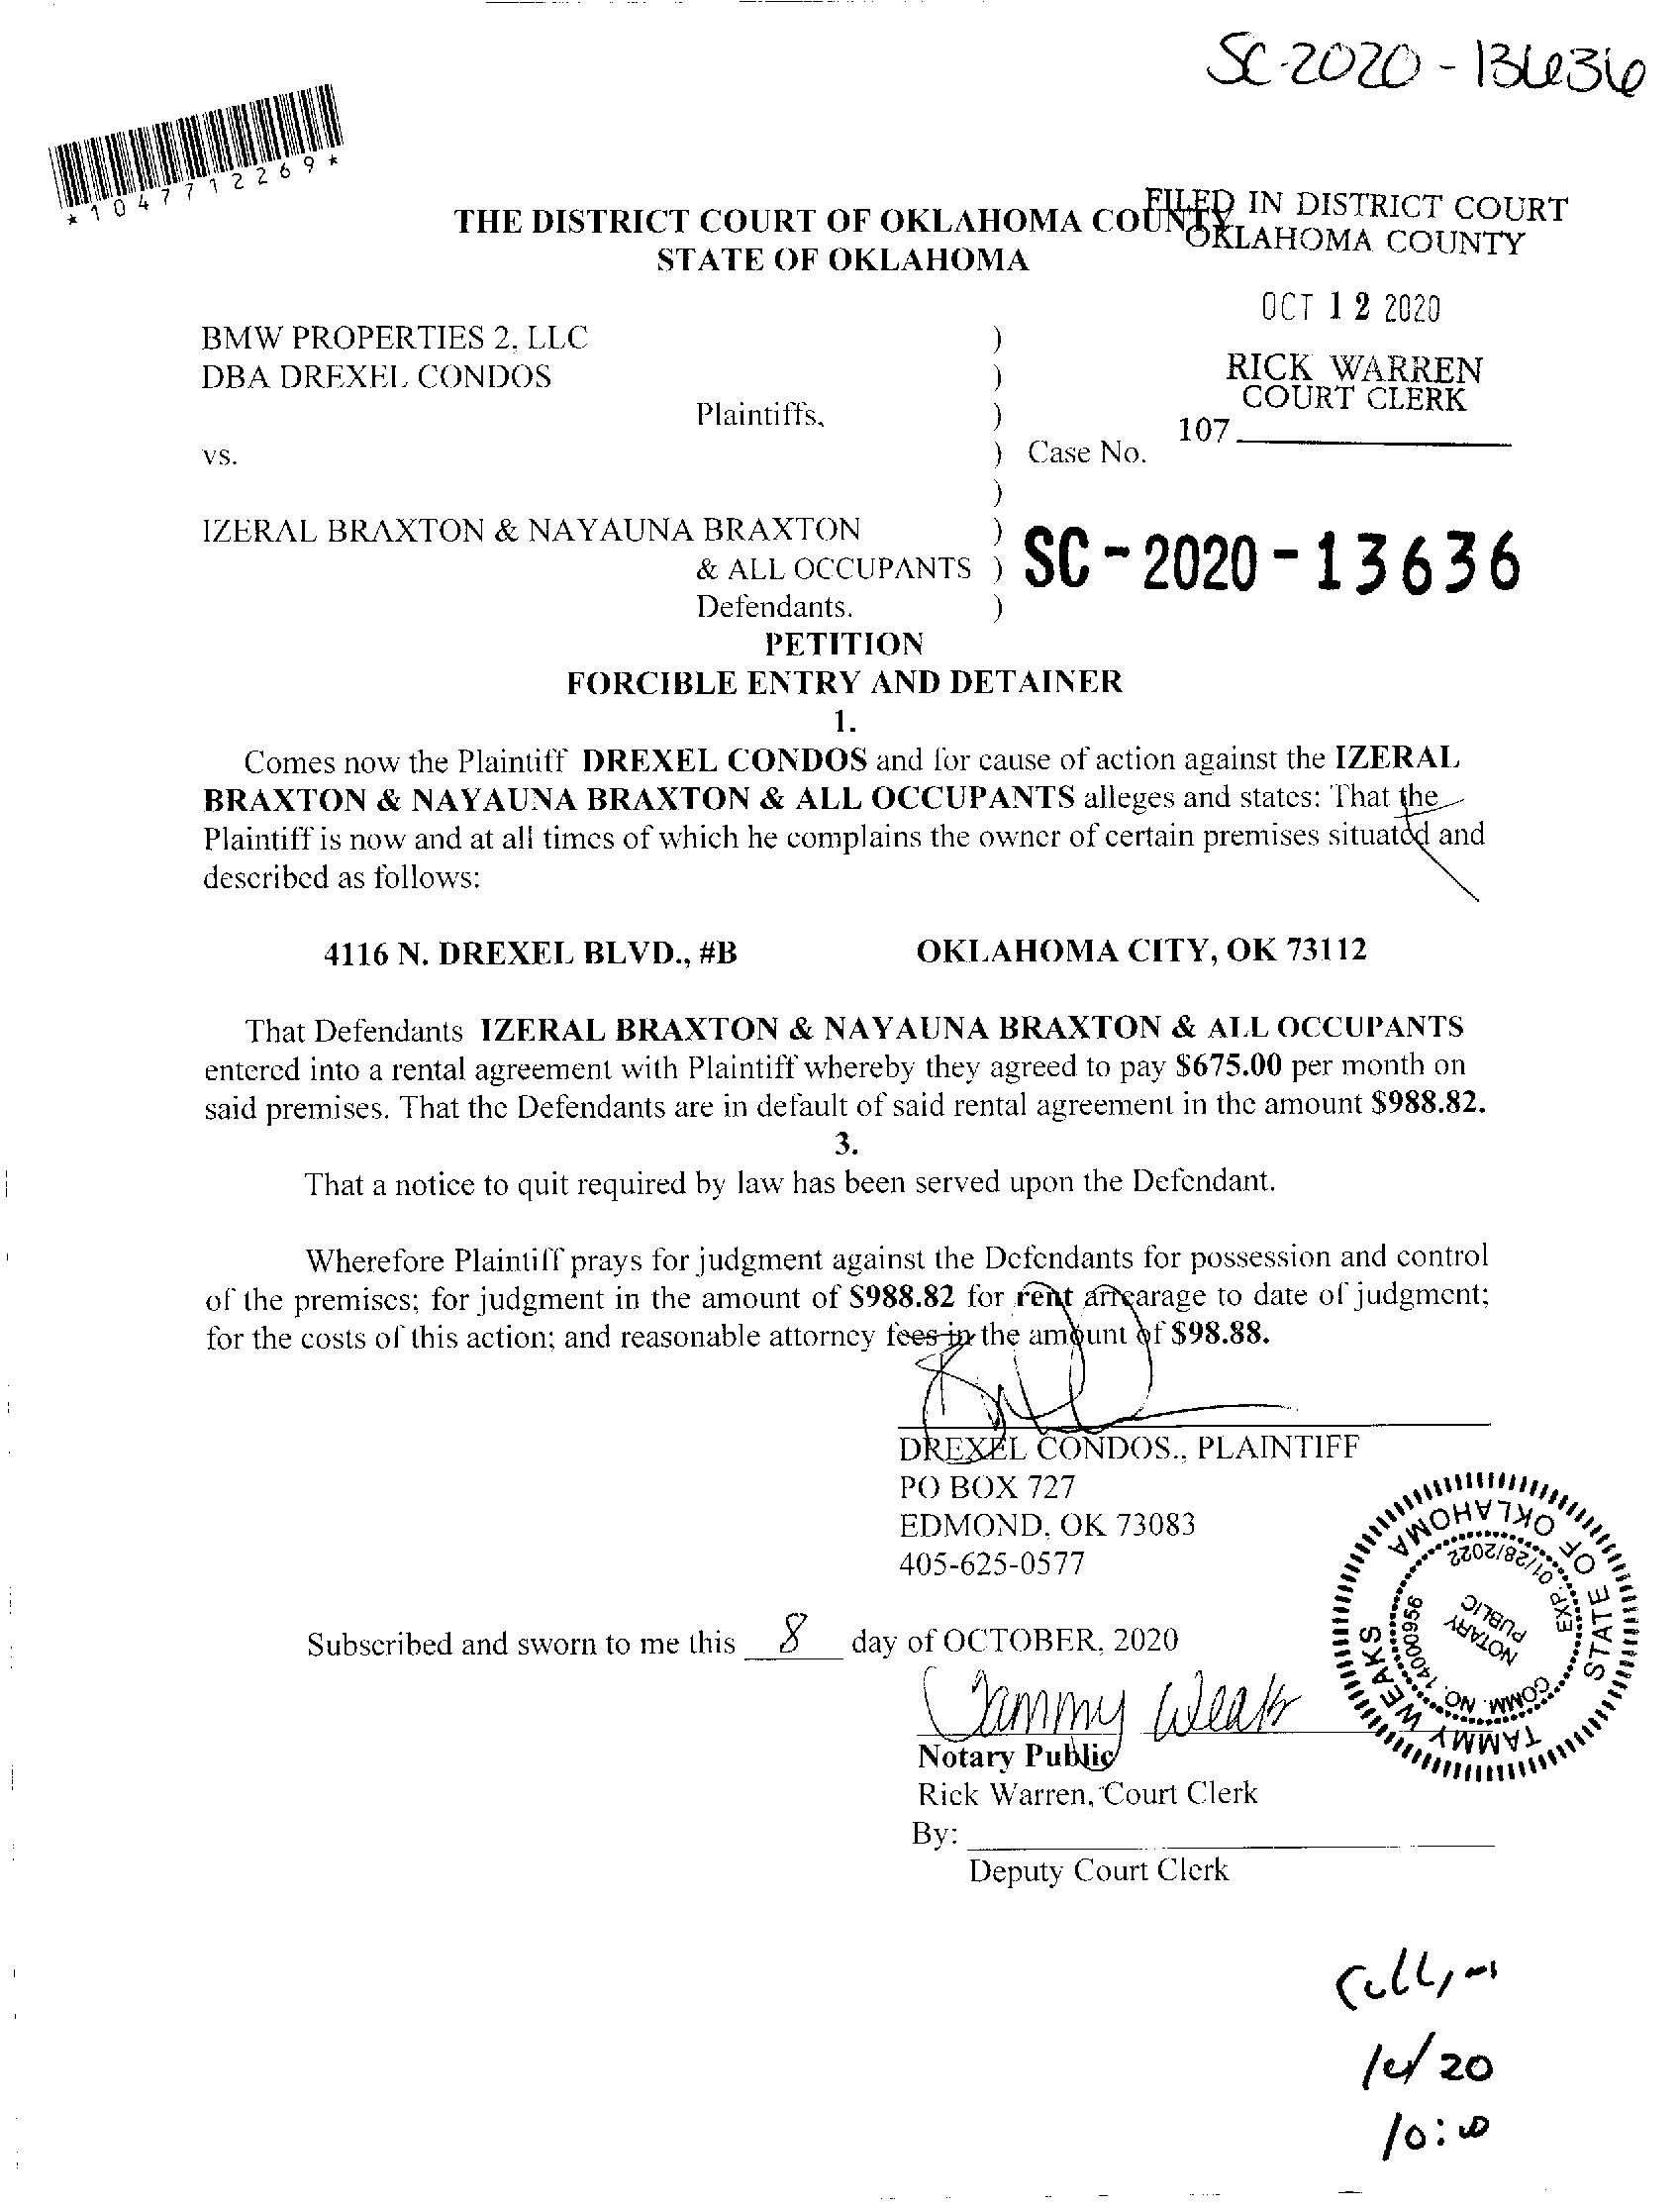 SC-2020-13636
*1047712269*
FILED IN DISTRICT COURT
OKLAHOMA COUNTY
THE DISTRICT COURT OF OKLAHOMA COUNTY
STATE OF OKLAHOMA
OCT 12 2020
RICK WARREN
COURT CLERK
107
BMW PROPERTIES 2, LLC )
DBA DREXEL CONDOS )
Plaintiffs, )
vs. ) Case No.
)
IZERAL BRAXTON & NAYAUNA BRAXTON )
& ALL OCCUPANTS ) SC-2020-13636
Defendants. )
PETITION
FORCIBLE ENTRY AND DETAINER
1.
Comes now the Plaintiff DREXEL CONDOS and for cause of action against the IZERAL
BRAXTON & NAYAUNA BRAXTON & ALL OCCUPANTS alleges and states: That the
Plaintiff is now and at all times of which he complains the owner of certain premises situated and
described as follows:
4116 N. DREXEL BLVD., #B OKLAHOMA CITY, OK 73112
That Defendants IZERAL BRAXTON & NAYAUNA BRAXTON & ALL OCCUPANTS
entered into a rental agreement with Plaintiff whereby they agreed to pay $675.00 per month on
said premises. That the Defendants are in default of said rental agreement in the amount $988.82.
3.
That a notice to quit required by law has been served upon the Defendant.
Wherefore Plaintiff prays for judgment against the Defendants for possession and control
of the premises; for judgment in the amount of $988.82 for rent arrearage to date of judgment;
for the costs of this action; and reasonable attorney fees in the amount of $98.88.
DREXEL CONDOS., PLAINTIFF
PO BOX 727
EDMOND, OK 73083
405-625-0577
Subscribed and sworn to me this 8 day of OCTOBER, 2020
Tammy Weaks
Notary Public
Rick Warren, Court Clerk
By:
Deputy Court Clerk
TAMMY WEAKS
STATE OF OKLAHOMA
COMM. NO. 14000956
EXP. 01/28/2022
NOTARY
PUBLIC
10:00